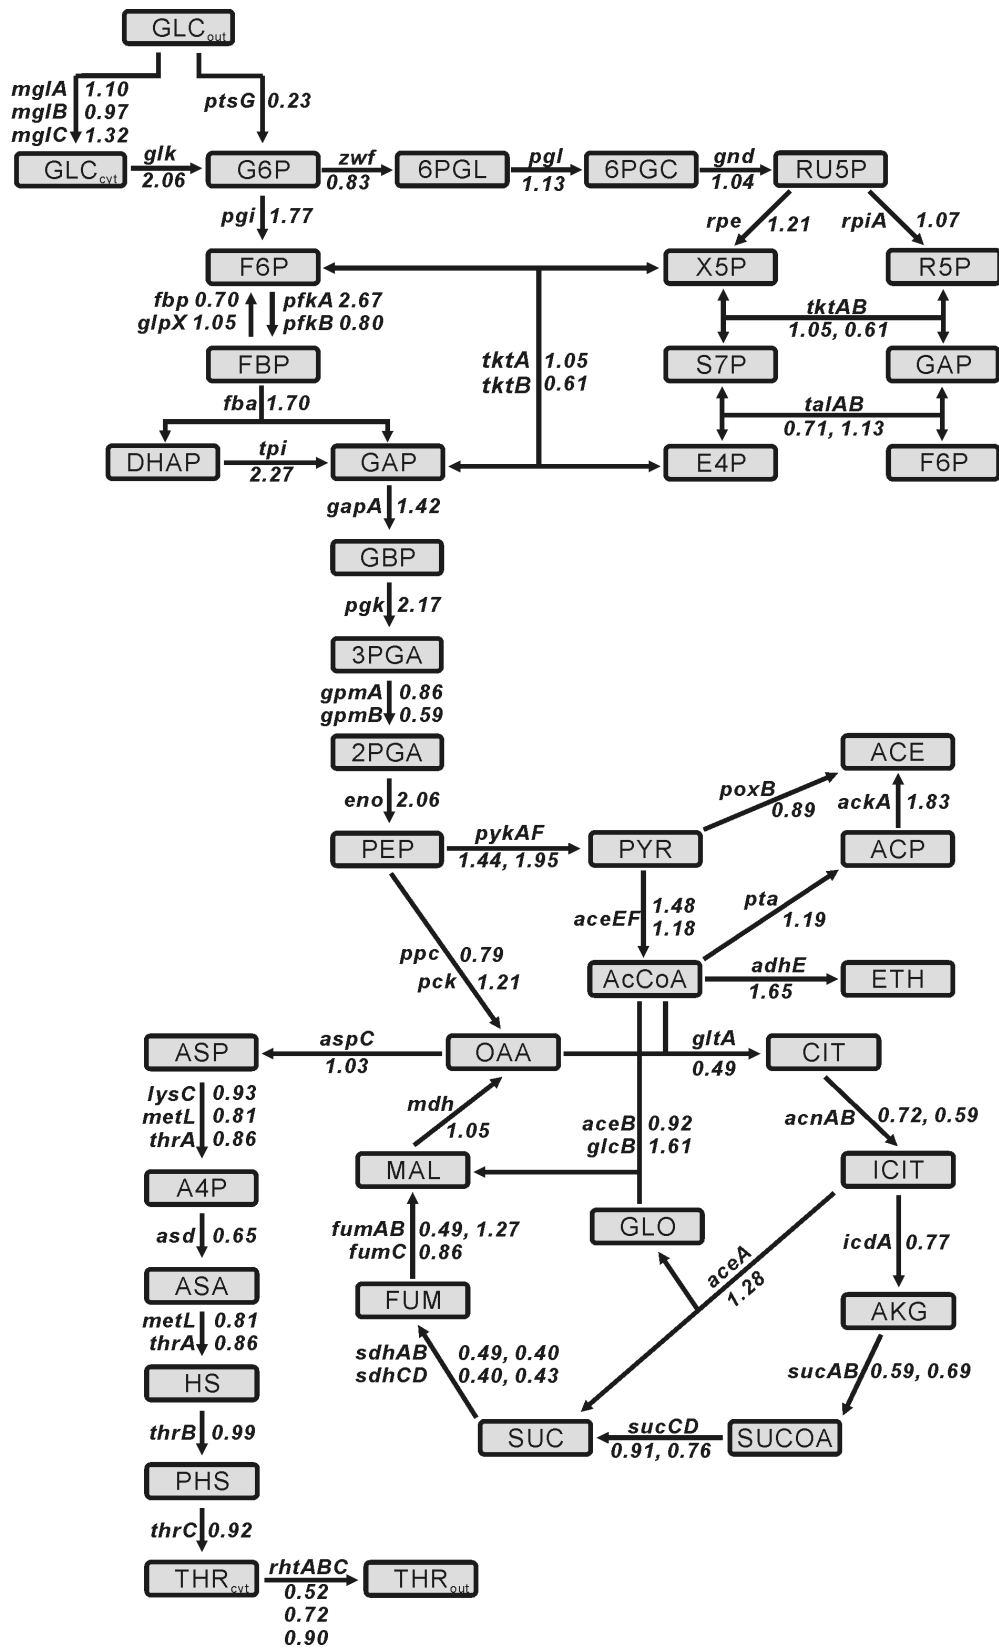 GLCout
mglA 1.10
mglB 0.97
mglC 1.32
ptsG 0.23
GLCcyt
glk
2.06
G6P
zwf
0.83
6PGL
pgl
1.13
6PGC
gnd
1.04
RU5P
pgi 1.77
rpe 1.21
rpiA 1.07
F6P
X5P
R5P
fbp 0.70
glpX 1.05
pfkA 2.67
pfkB 0.80
tktAB
1.05, 0.61
FBP
tktA 1.05
tktB 0.61
S7P
GAP
fba 1.70
talAB
0.71, 1.13
DHAP
tpi
2.27
GAP
E4P
F6P
gapA 1.42
GBP
pgk 2.17
3PGA
gpmA 0.86
gpmB 0.59
2PGA
ACE
eno 2.06
poxB
0.89
ackA 1.83
PEP
pykAF
1.44, 1.95
PYR
ACP
aceEF 1.48
1.18
pta
1.19
ppc 0.79
pck 1.21
AcCoA
adhE
1.65
ETH
ASP
aspC
1.03
OAA
gltA
0.49
CIT
lysC 0.93
metL 0.81
thrA 0.86
mdh
1.05
aceB 0.92
glcB 1.61
acnAB 0.72, 0.59
A4P
MAL
ICIT
asd 0.65
fumAB 0.49, 1.27
fumC 0.86
GLO
aceA
1.28
icdA 0.77
ASA
FUM
AKG
metL 0.81
thrA 0.86
sdhAB 0.49, 0.40
sdhCD 0.40, 0.43
sucAB 0.59, 0.69
HS
thrB 0.99
SUC
sucCD
0.91, 0.76
SUCOA
PHS
thrC 0.92
THRcyt
rhtABC
0.52
0.72
0.90
THRout